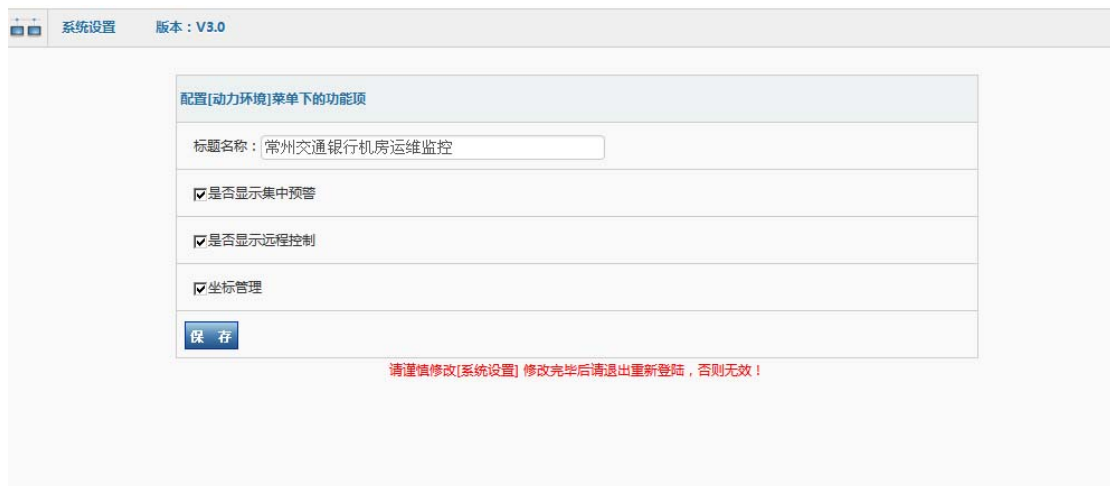 系统设置 版本：V3.0
配置[动力环境]菜单下的功能项
标题名称：常州交通银行机房运维监控
是否显示集中预警
是否显示远程控制
坐标管理
保 存
请谨慎修改[系统设置] 修改完毕后请退出重新登陆，否则无效！